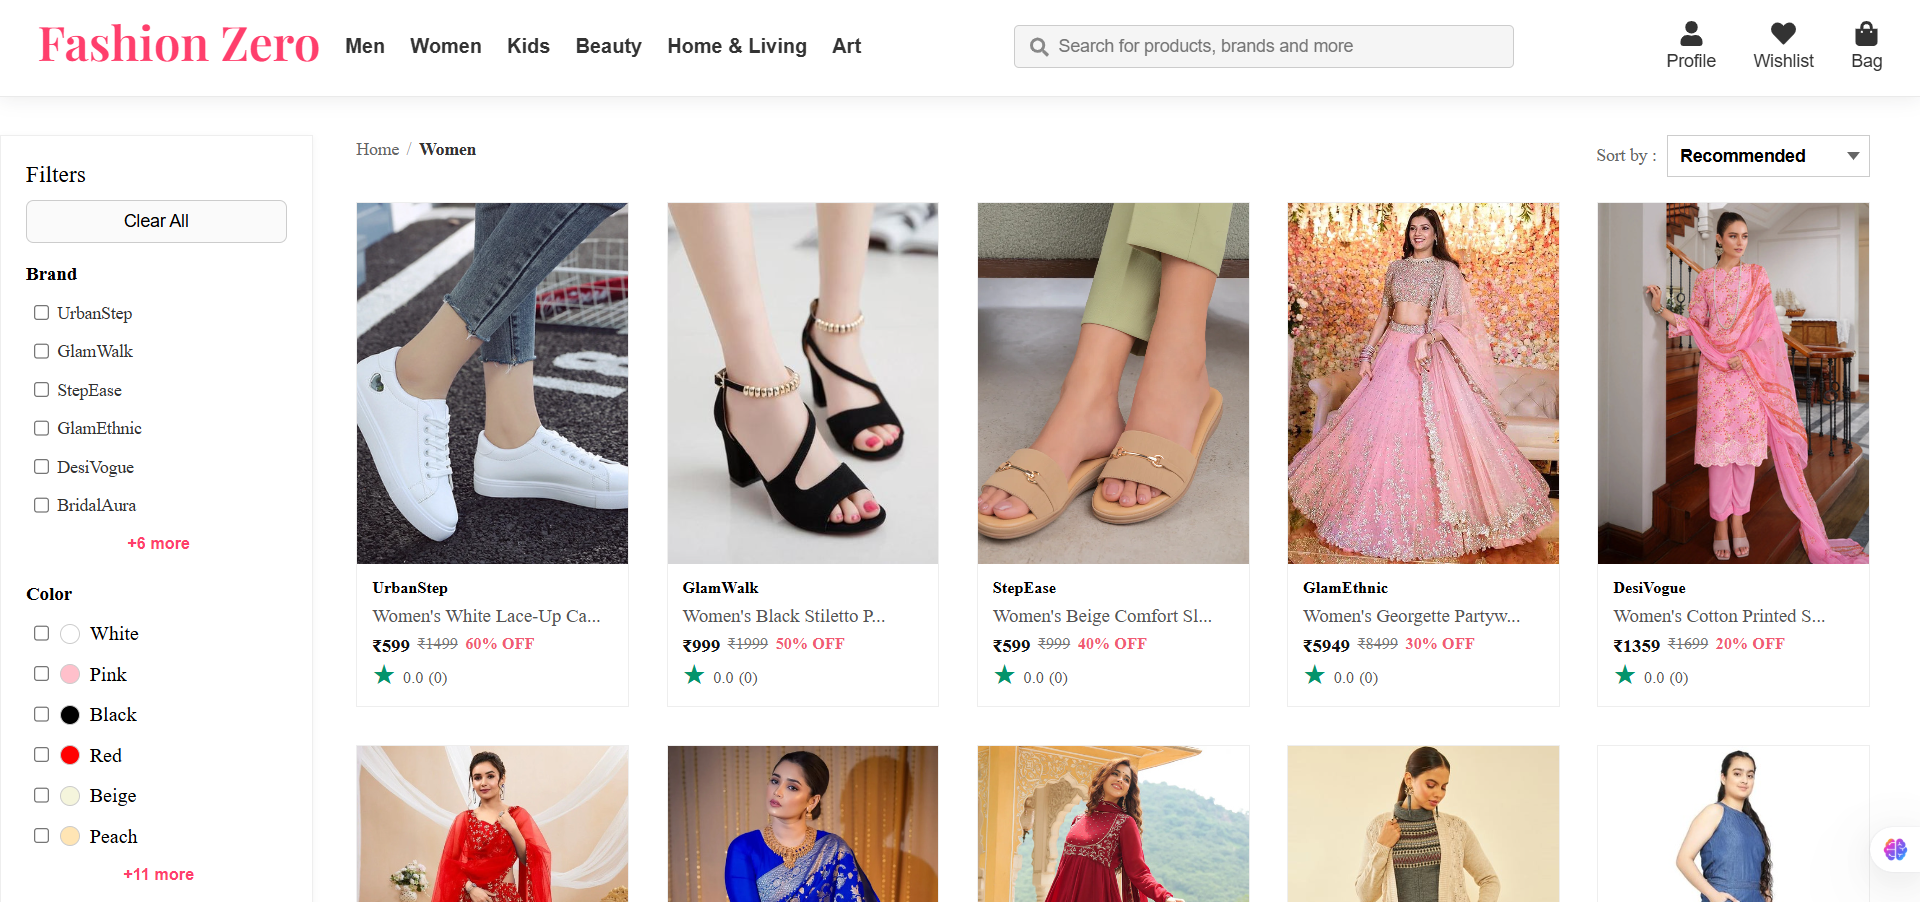 Fashion Zero
Men
Women
Kids
Beauty
Home & Living
Art
Search for products, brands and more
Profile
Wishlist
Bag
Filters
Clear All
Brand
UrbanStep
GlamWalk
StepEase
GlamEthnic
DesiVogue
BridalAura
+6 more
Color
White
Pink
Black
Red
Beige
Peach
+11 more
Home / Women
Sort by :
Recommended
UrbanStep
Women's White Lace-Up Ca...
₹599 ₹1499 60% OFF
★ 0.0 (0)
GlamWalk
Women's Black Stiletto P...
₹999 ₹1999 50% OFF
★ 0.0 (0)
StepEase
Women's Beige Comfort Sl...
₹599 ₹999 40% OFF
★ 0.0 (0)
GlamEthnic
Women's Georgette Partyw...
₹5949 ₹8499 30% OFF
★ 0.0 (0)
DesiVogue
Women's Cotton Printed S...
₹1359 ₹1699 20% OFF
★ 0.0 (0)